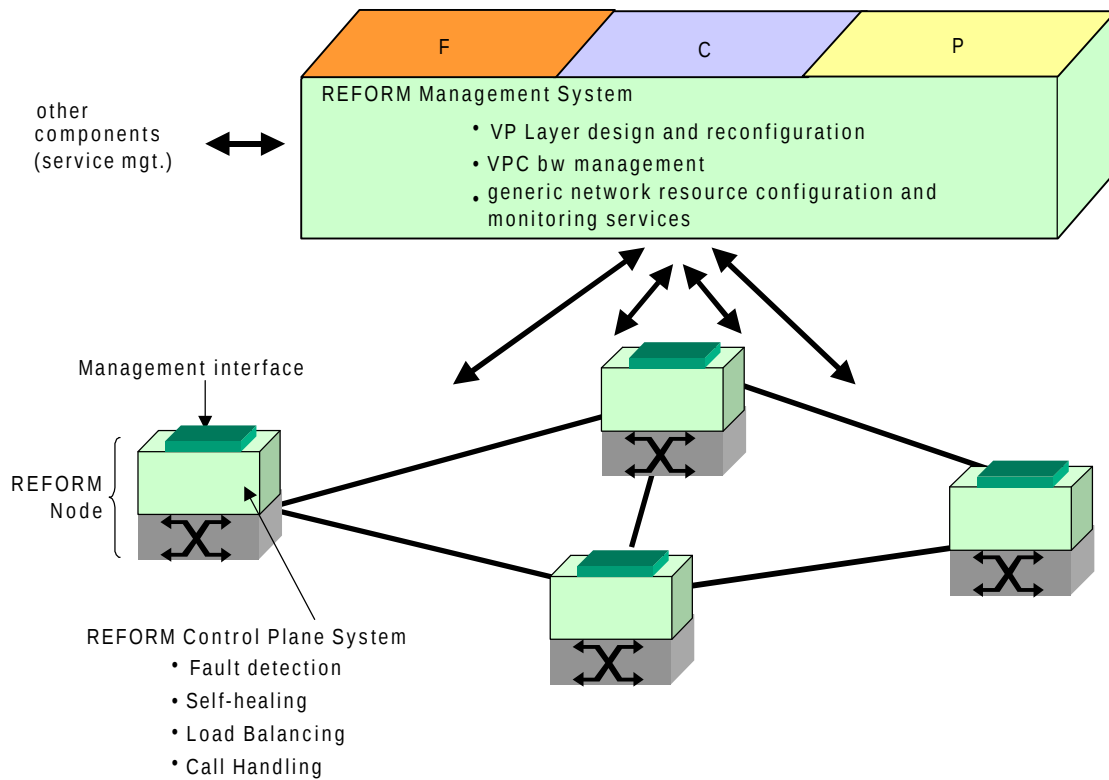 F
C
P
REFORM Management System
• VP Layer design and reconfiguration
• VPC bw management
• generic network resource configuration and
monitoring services
other
components
(service mgt.)
Management interface
REFORM
Node
REFORM Control Plane System
• Fault detection
• Self-healing
• Load Balancing
• Call Handling